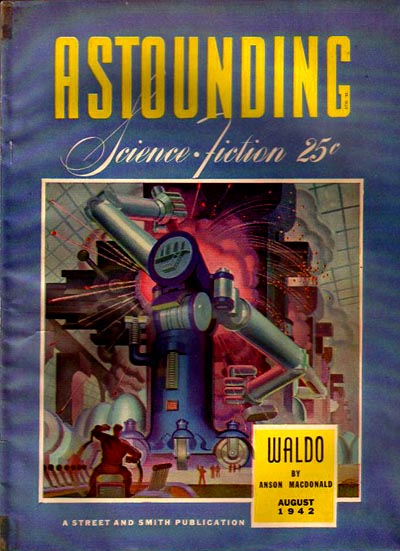 ASTOUNDING
Science·fiction 25c
WALDO
BY
ANSON MACDONALD
AUGUST
1942
A STREET AND SMITH PUBLICATION